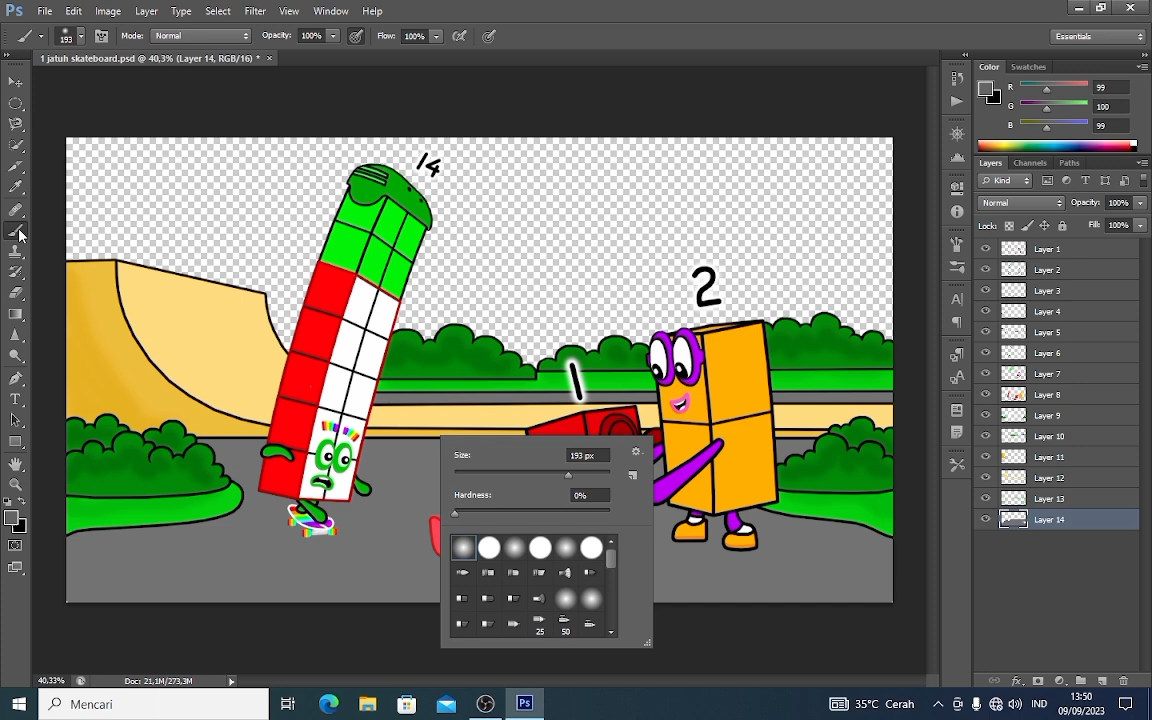 Ps File Edit Image Layer Type Select Filter View Window Help
193 Mode: Normal Opacity: 100% Flow: 100% Essentials
1 jatuh skateboard.psd @ 40,3% (Layer 14, RGB/16) * ×
Color Swatches
R 99
G 100
B 99
Layers Channels Paths
Kind
Normal Opacity: 100%
Lock: Fill: 100%
Layer 1
Layer 2
Layer 3
Layer 4
Layer 5
Layer 6
Layer 7
Layer 8
Layer 9
Layer 10
Layer 11
Layer 12
Layer 13
Layer 14
14
2
1
Size: 193 px
Hardness: 0%
25 50
40.33% Doc: 21,1M/273,3M
Mencari
35°C Cerah
IND
13:50
09/09/2023